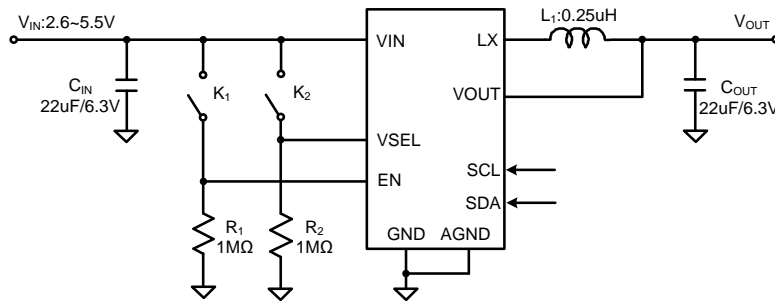 VIN:2.6~5.5V
L1:0.25uH
VOUT
VIN
LX
CIN
22uF/6.3V
K1
K2
VOUT
COUT
22uF/6.3V
VSEL
EN
SCL
SDA
R1
1MΩ
R2
1MΩ
GND
AGND